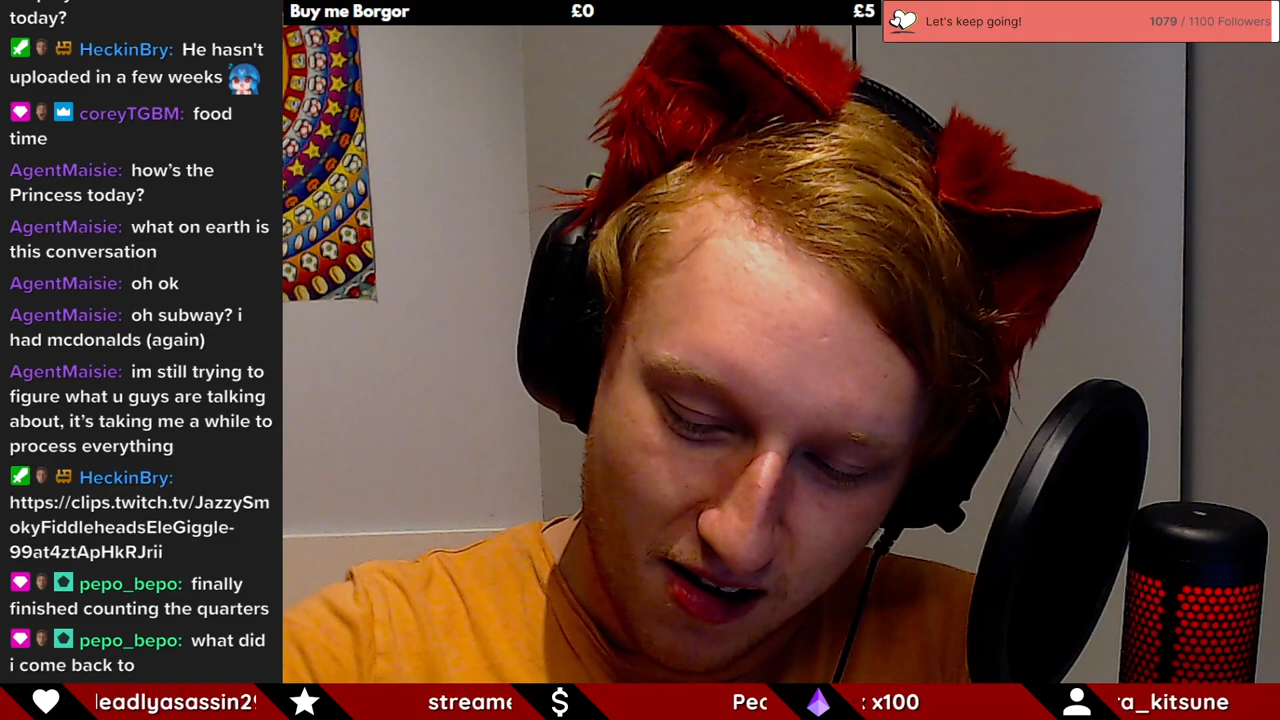 today?
HeckinBry: He hasn't
uploaded in a few weeks
coreyTGBM: food
time
AgentMaisie: how's the
Princess today?
AgentMaisie: what on earth is
this conversation
AgentMaisie: oh ok
AgentMaisie: oh subway? i
had mcdonalds (again)
AgentMaisie: im still trying to
figure what u guys are talking
about, it's taking me a while to
process everything
HeckinBry:
https://clips.twitch.tv/JazzySm
okyFiddleheadsEleGiggle-
99at4ztApHkRJrii
pepo_bepo: finally
finished counting the quarters
pepo_bepo: what did
i come back to
Buy me Borgor £0 £5
Let's keep going! 1079 / 1100 Followers
leadlyasassin2 streame Pec : x100 a_kitsune